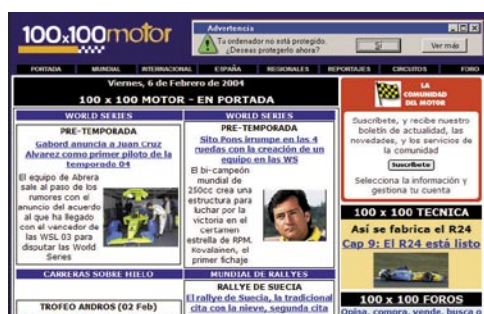 100x100motor
Advertencia
Tu ordenador no está protegido.
¿Deseas protegerlo ahora?
Sí
Ver más
PORTADA MUNDIAL INTERNACIONAL ESPAÑA REGIONALES REPORTAJES CIRCUITOS FORO
Viernes, 6 de Febrero de 2004
100 x 100 MOTOR - EN PORTADA
WORLD SERIES
PRE-TEMPORADA
Gabord anuncia a Juan Cruz
Alvarez como primer piloto de la
temporada 04
El equipo de Abrera
sale al paso de los
rumores con el
anuncio del acuerdo
al que ha llegado
con el vencedor de
las WSL 03 para
disputar las World
Series
WORLD SERIES
PRE-TEMPORADA
Sito Pons irrumpe en las 4
ruedas con la creación de un
equipo en las WS
El bi-campeón
mundial de
250cc crea una
estructura para
luchar por la
victoria en el
certamen
estrella de RPM.
Kovalainen, el
primer fichaje
CARRERAS SOBRE HIELO
TROFEO ANDROS (02 Feb)
MUNDIAL DE RALLYES
RALLYE DE SUECIA
El rallye de Suecia, la tradicional
cita con la nieve, segunda cita
LA
COMUNIDAD
DEL MOTOR
Suscríbete, y recibe nuestro
boletín de actualidad, las
novedades, y los servicios de
la comunidad
Suscríbete
Selecciona la información y
gestiona tu cuenta
100 x 100 TECNICA
Así se fabrica el R24
Cap 9: El R24 está listo
100 x 100 FOROS
Opina, compra, vende, busca o